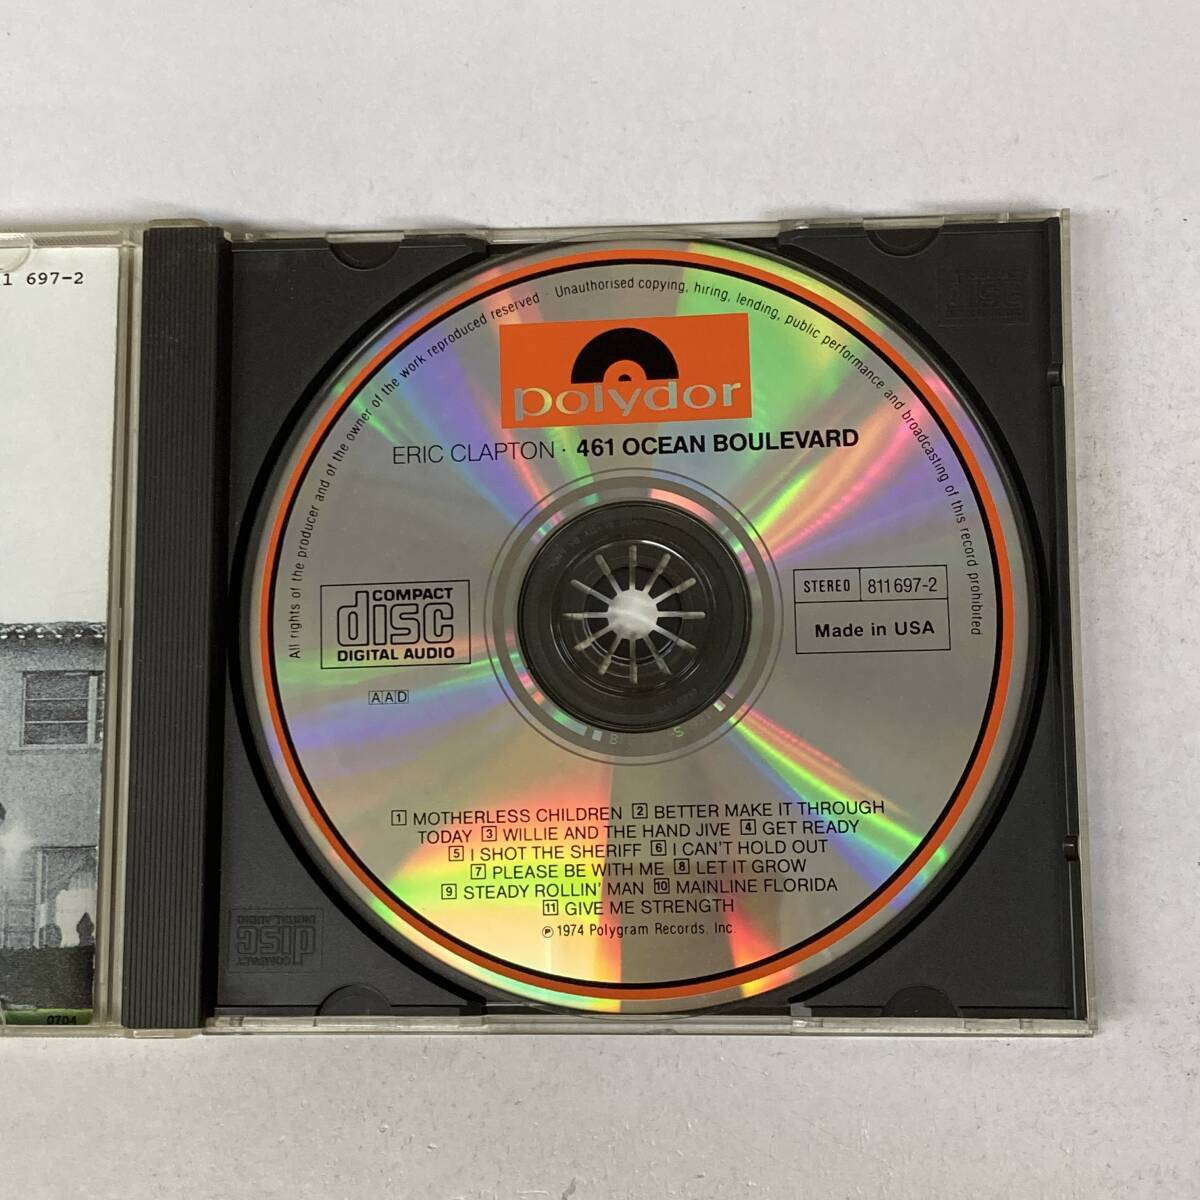 1 697-2
0704
All rights of the producer and of the owner of the work reproduced reserved · Unauthorised copying, hiring, lending, public performance and broadcasting of this record prohibited
polydor
ERIC CLAPTON · 461 OCEAN BOULEVARD
COMPACT
disc
DIGITAL AUDIO
AAD
STEREO 811 697-2
Made in USA
1 MOTHERLESS CHILDREN 2 BETTER MAKE IT THROUGH
TODAY 3 WILLIE AND THE HAND JIVE 4 GET READY
5 I SHOT THE SHERIFF 6 I CAN'T HOLD OUT
7 PLEASE BE WITH ME 8 LET IT GROW
9 STEADY ROLLIN' MAN 10 MAINLINE FLORIDA
11 GIVE ME STRENGTH
℗ 1974 Polygram Records, Inc.
COMPACT
disc
DIGITAL AUDIO